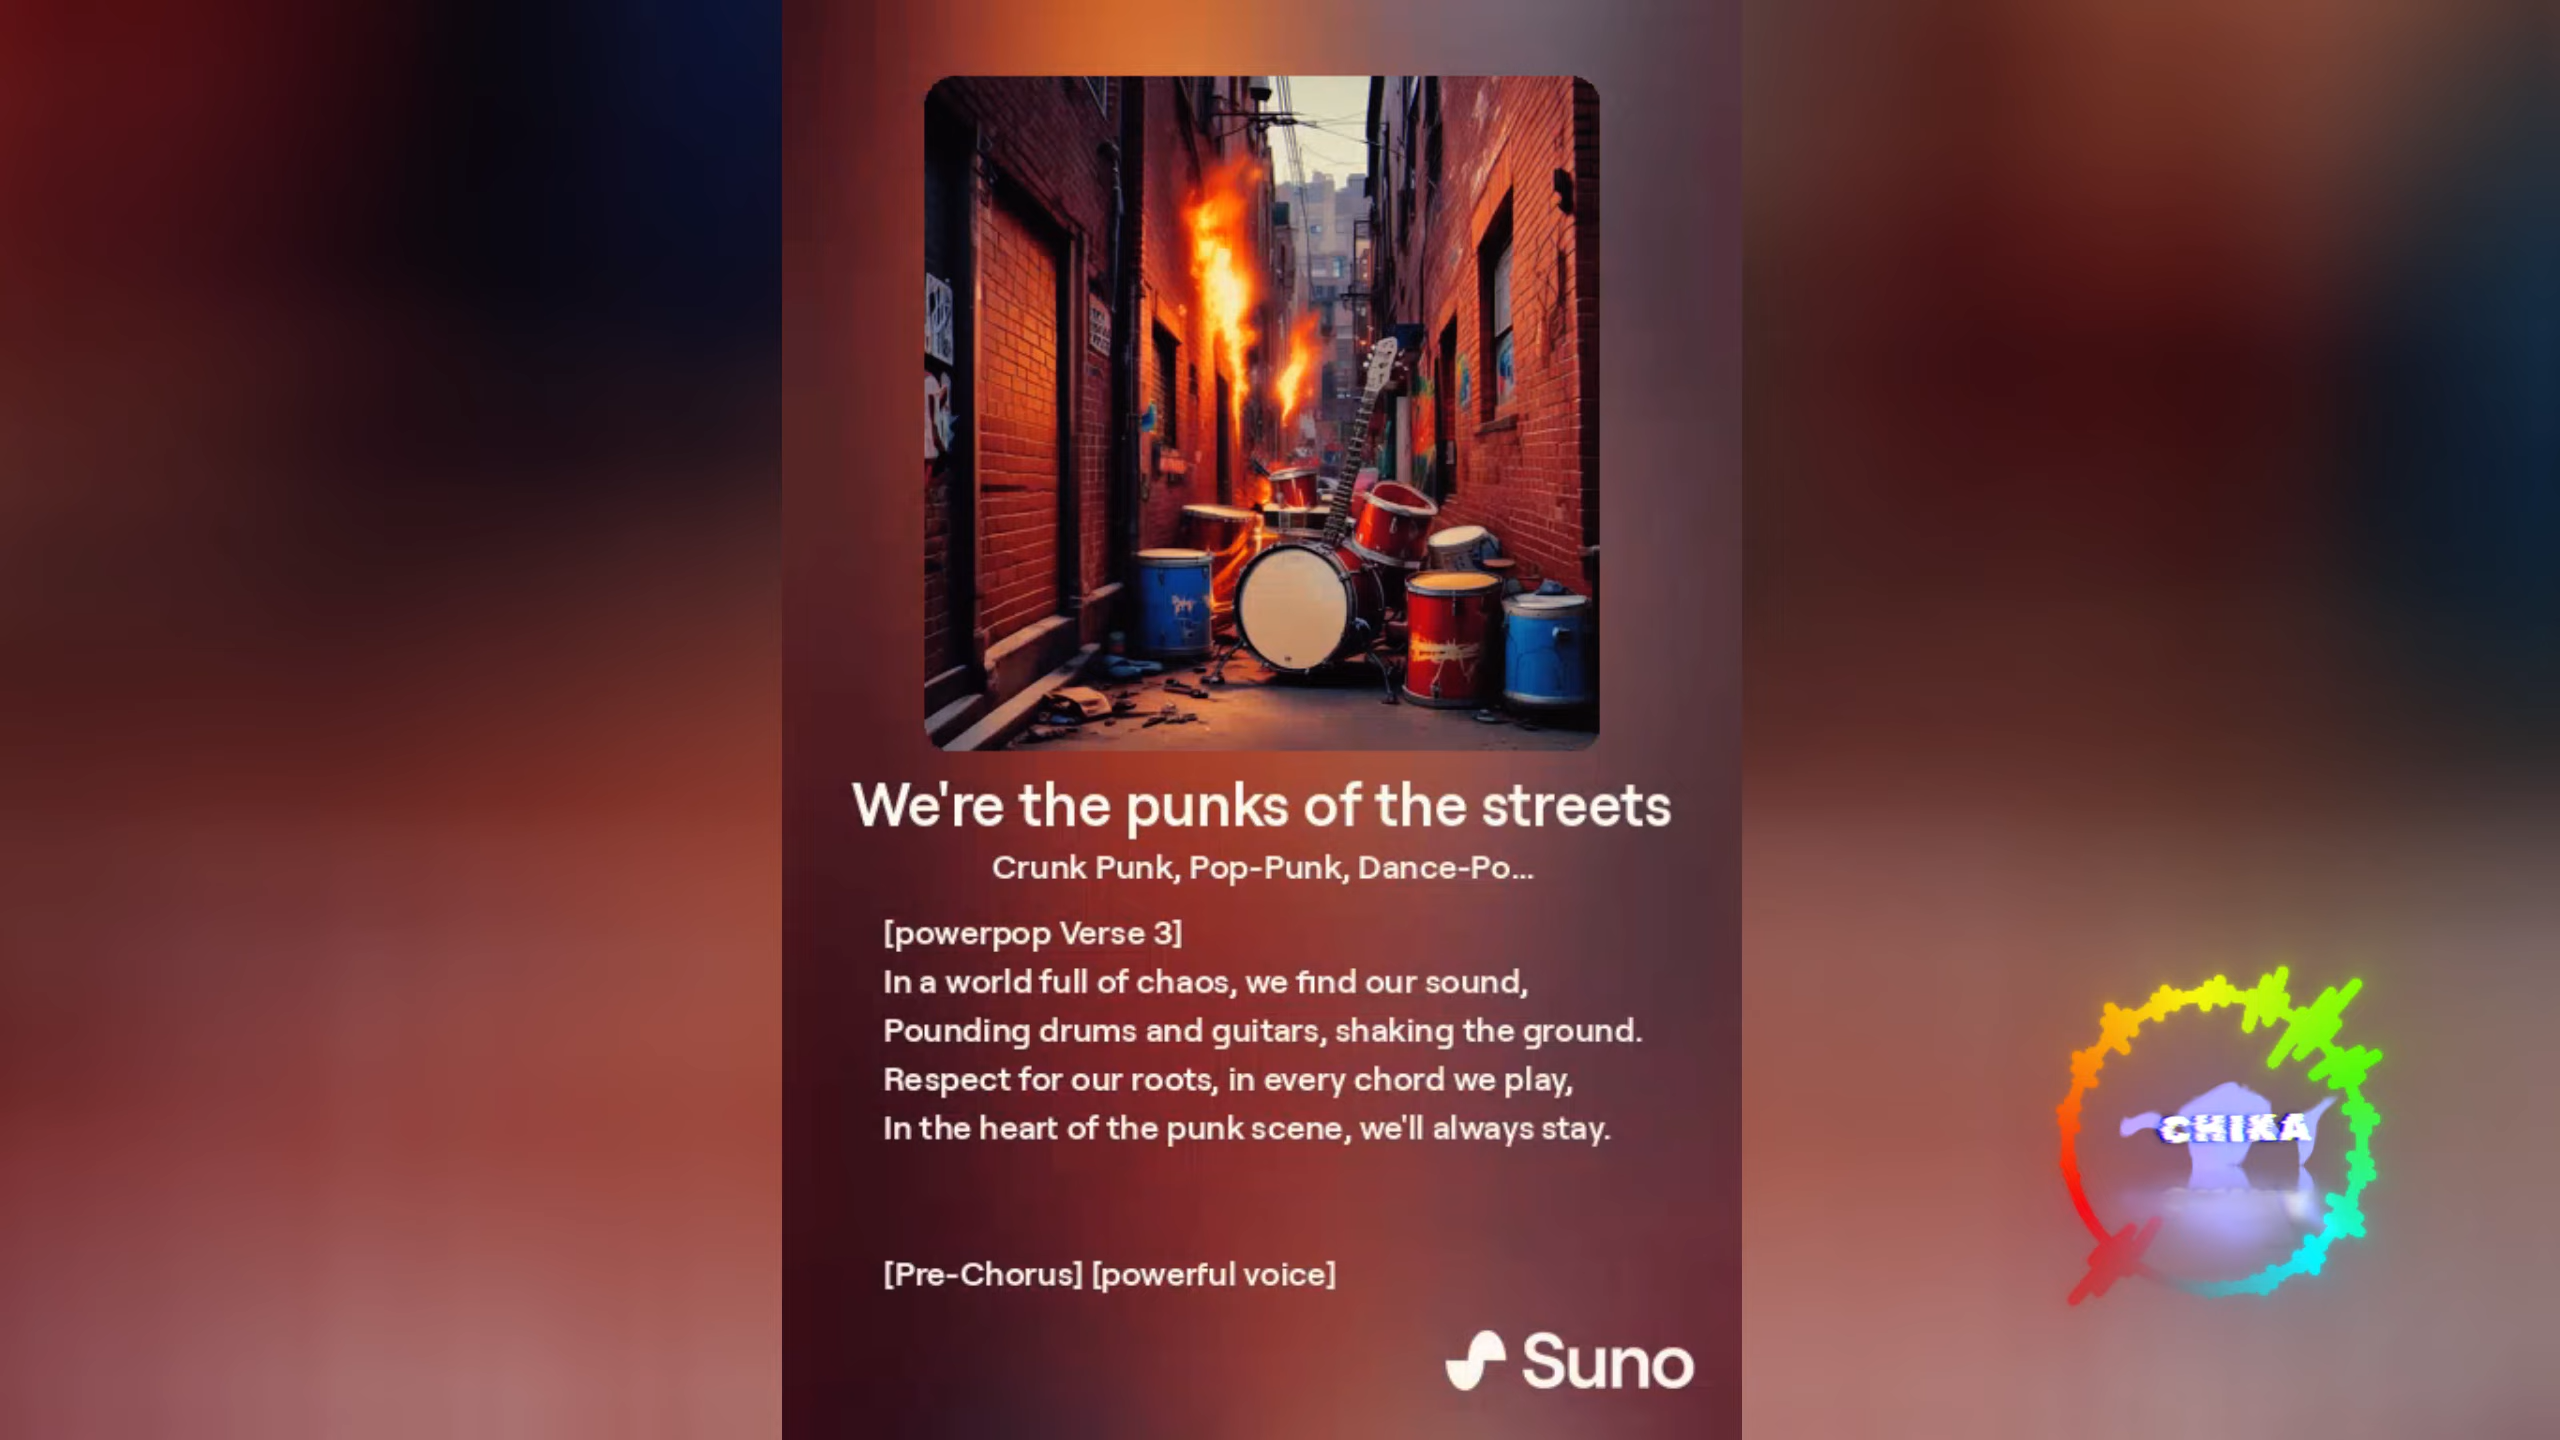 We're the punks of the streets
Crunk Punk, Pop-Punk, Dance-Po...
[powerpop Verse 3]
In a world full of chaos, we find our sound,
Pounding drums and guitars, shaking the ground.
Respect for our roots, in every chord we play,
In the heart of the punk scene, we'll always stay.
[Pre-Chorus] [powerful voice]
Suno
CHIKA